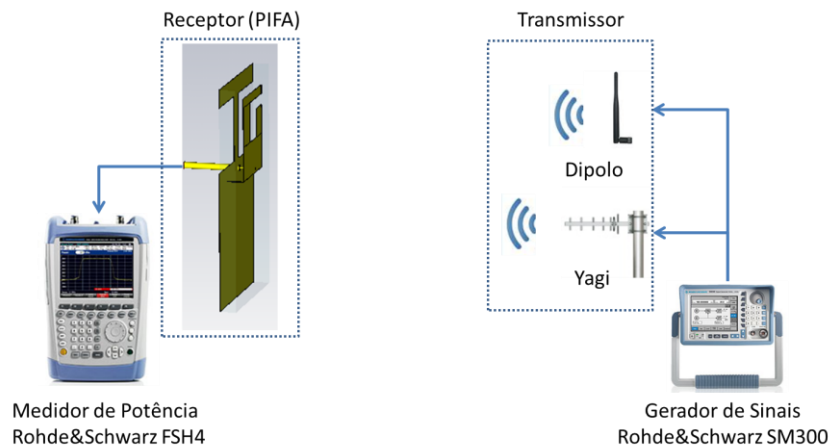 Receptor (PIFA)
Transmissor
Dipolo
Yagi
Medidor de Potência
Rohde&Schwarz FSH4
Gerador de Sinais
Rohde&Schwarz SM300